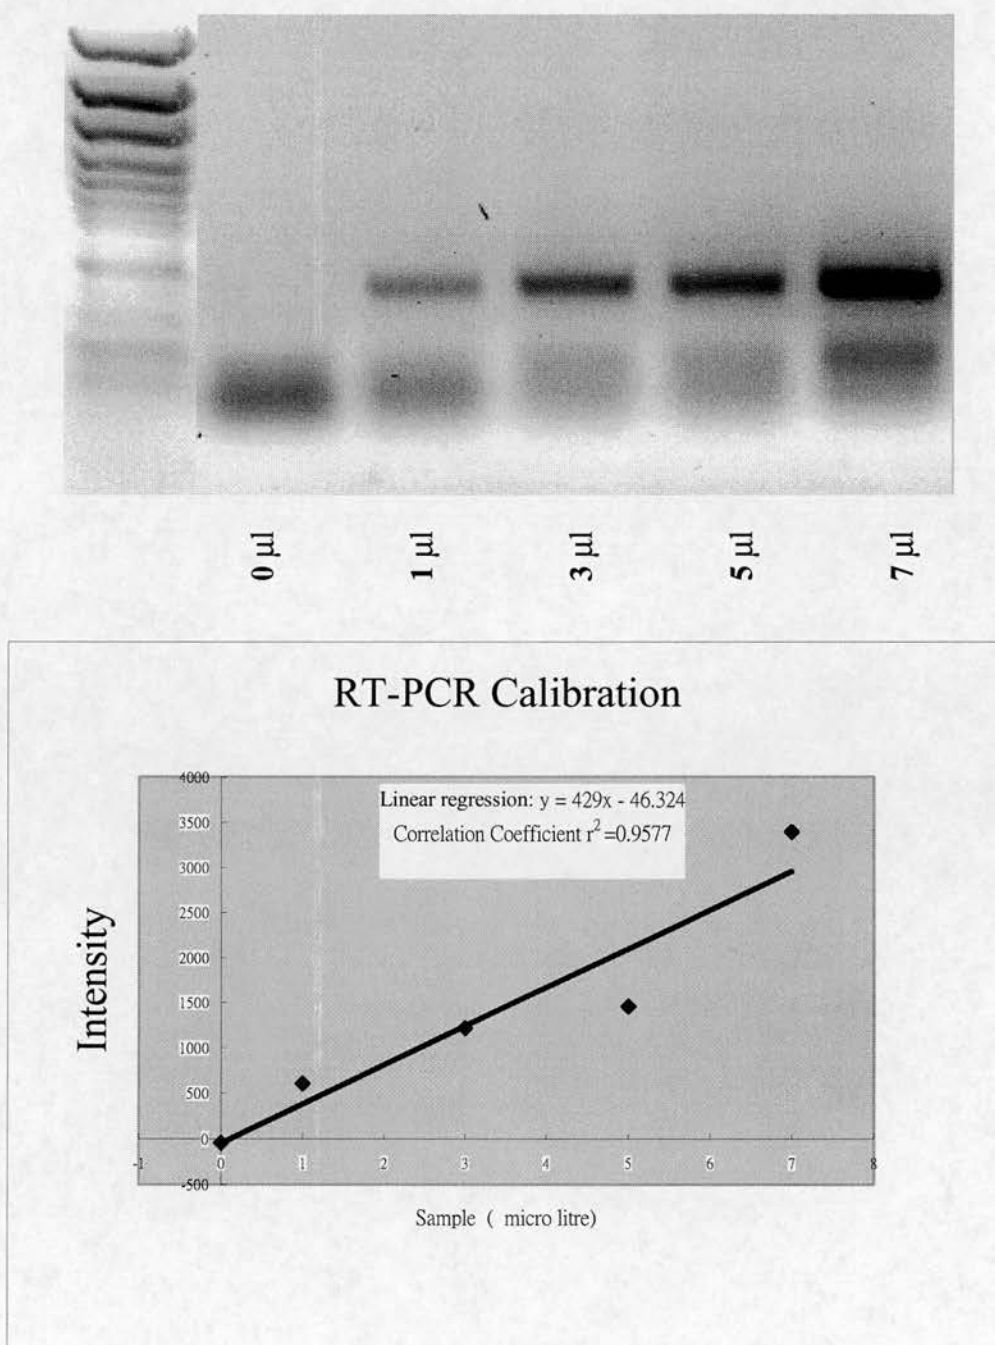 0 µl
1 µl
3 µl
5 µl
7 µl
RT-PCR Calibration
Linear regression: y = 429x - 46.324
Correlation Coefficient r² =0.9577
4000
3500
3000
2500
2000
1500
1000
500
0
-500
-1 0 1 2 3 4 5 6 7 8
Intensity
Sample ( micro litre)